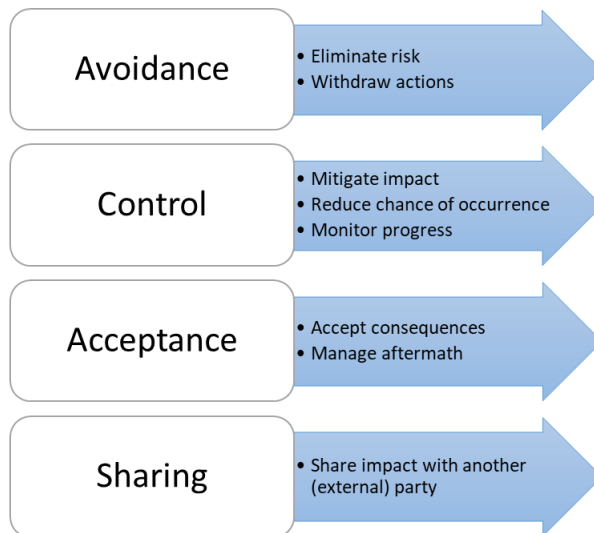 Avoidance
• Eliminate risk
• Withdraw actions
Control
• Mitigate impact
• Reduce chance of occurrence
• Monitor progress
Acceptance
• Accept consequences
• Manage aftermath
Sharing
• Share impact with another
(external) party